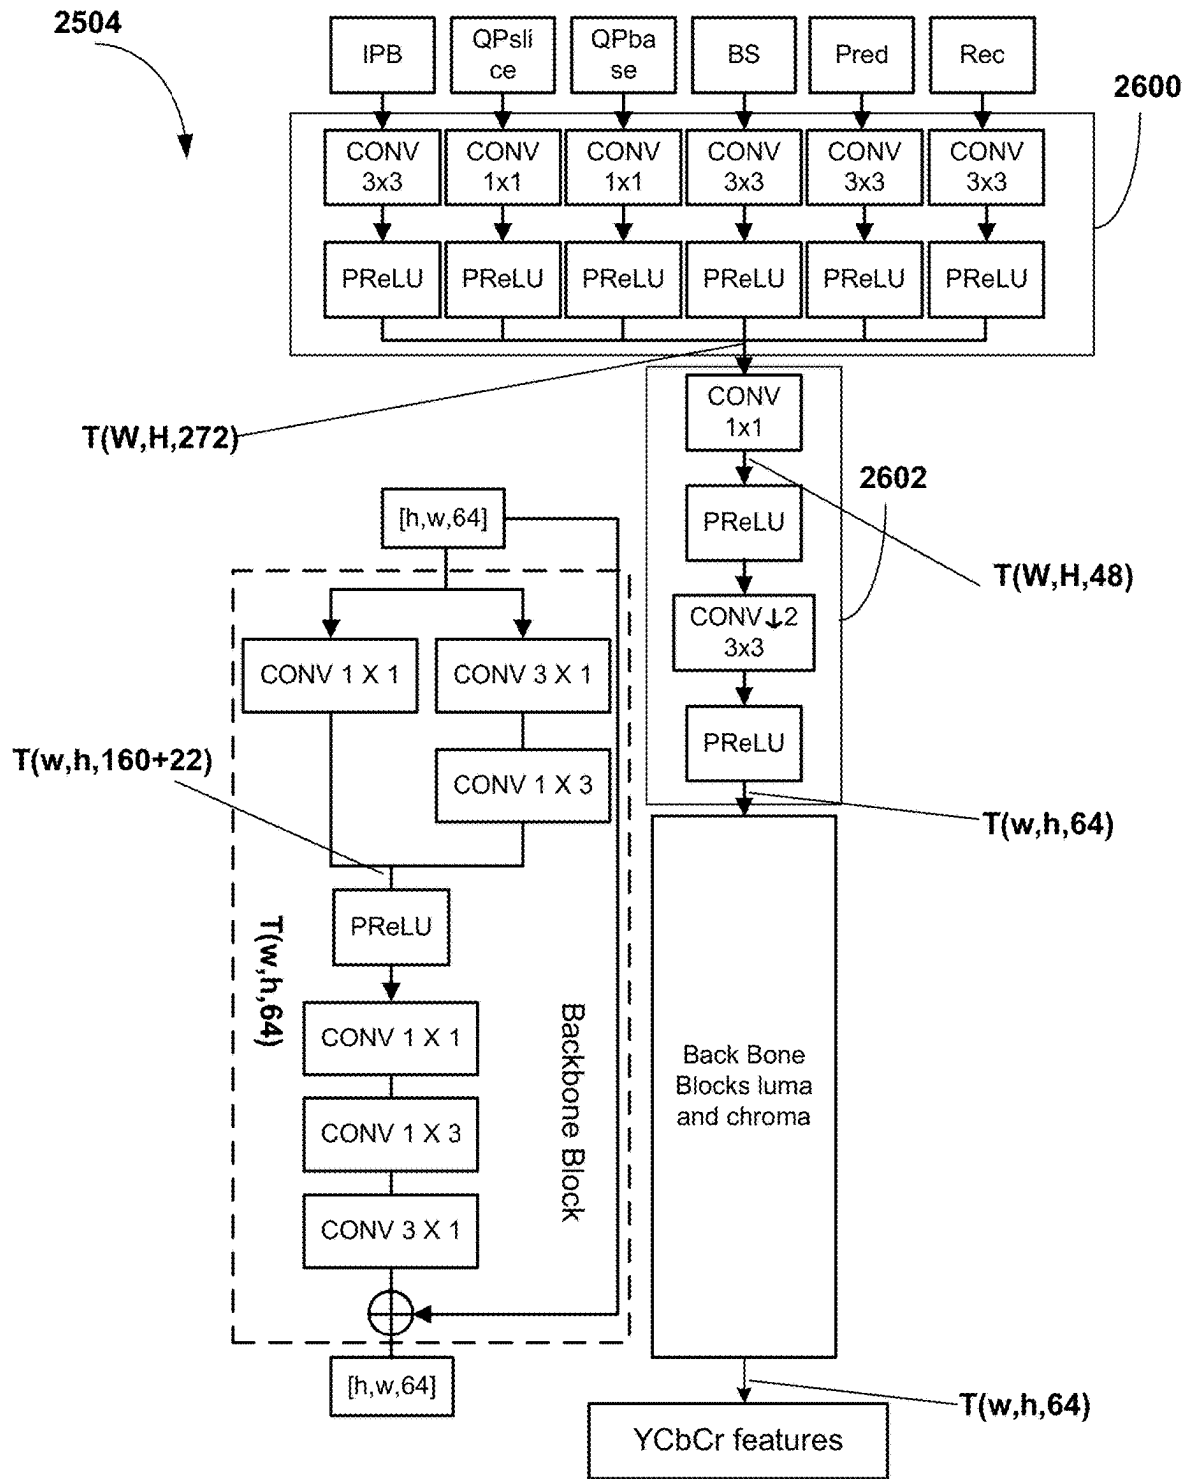 2504
IPB
QPsli
ce
QPba
se
BS
Pred
Rec
2600
CONV
3x3
CONV
1x1
CONV
1x1
CONV
3x3
CONV
3x3
CONV
3x3
PReLU
PReLU
PReLU
PReLU
PReLU
PReLU
T(W,H,272)
CONV
1x1
2602
[h,w,64]
PReLU
T(W,H,48)
CONV↓2
3x3
CONV 1 X 1
CONV 3 X 1
PReLU
T(w,h,160+22)
CONV 1 X 3
T(w,h,64)
PReLU
T(w,h,64)
CONV 1 X 1
Backbone Block
Back Bone
Blocks luma
and chroma
CONV 1 X 3
CONV 3 X 1
[h,w,64]
T(w,h,64)
YCbCr features